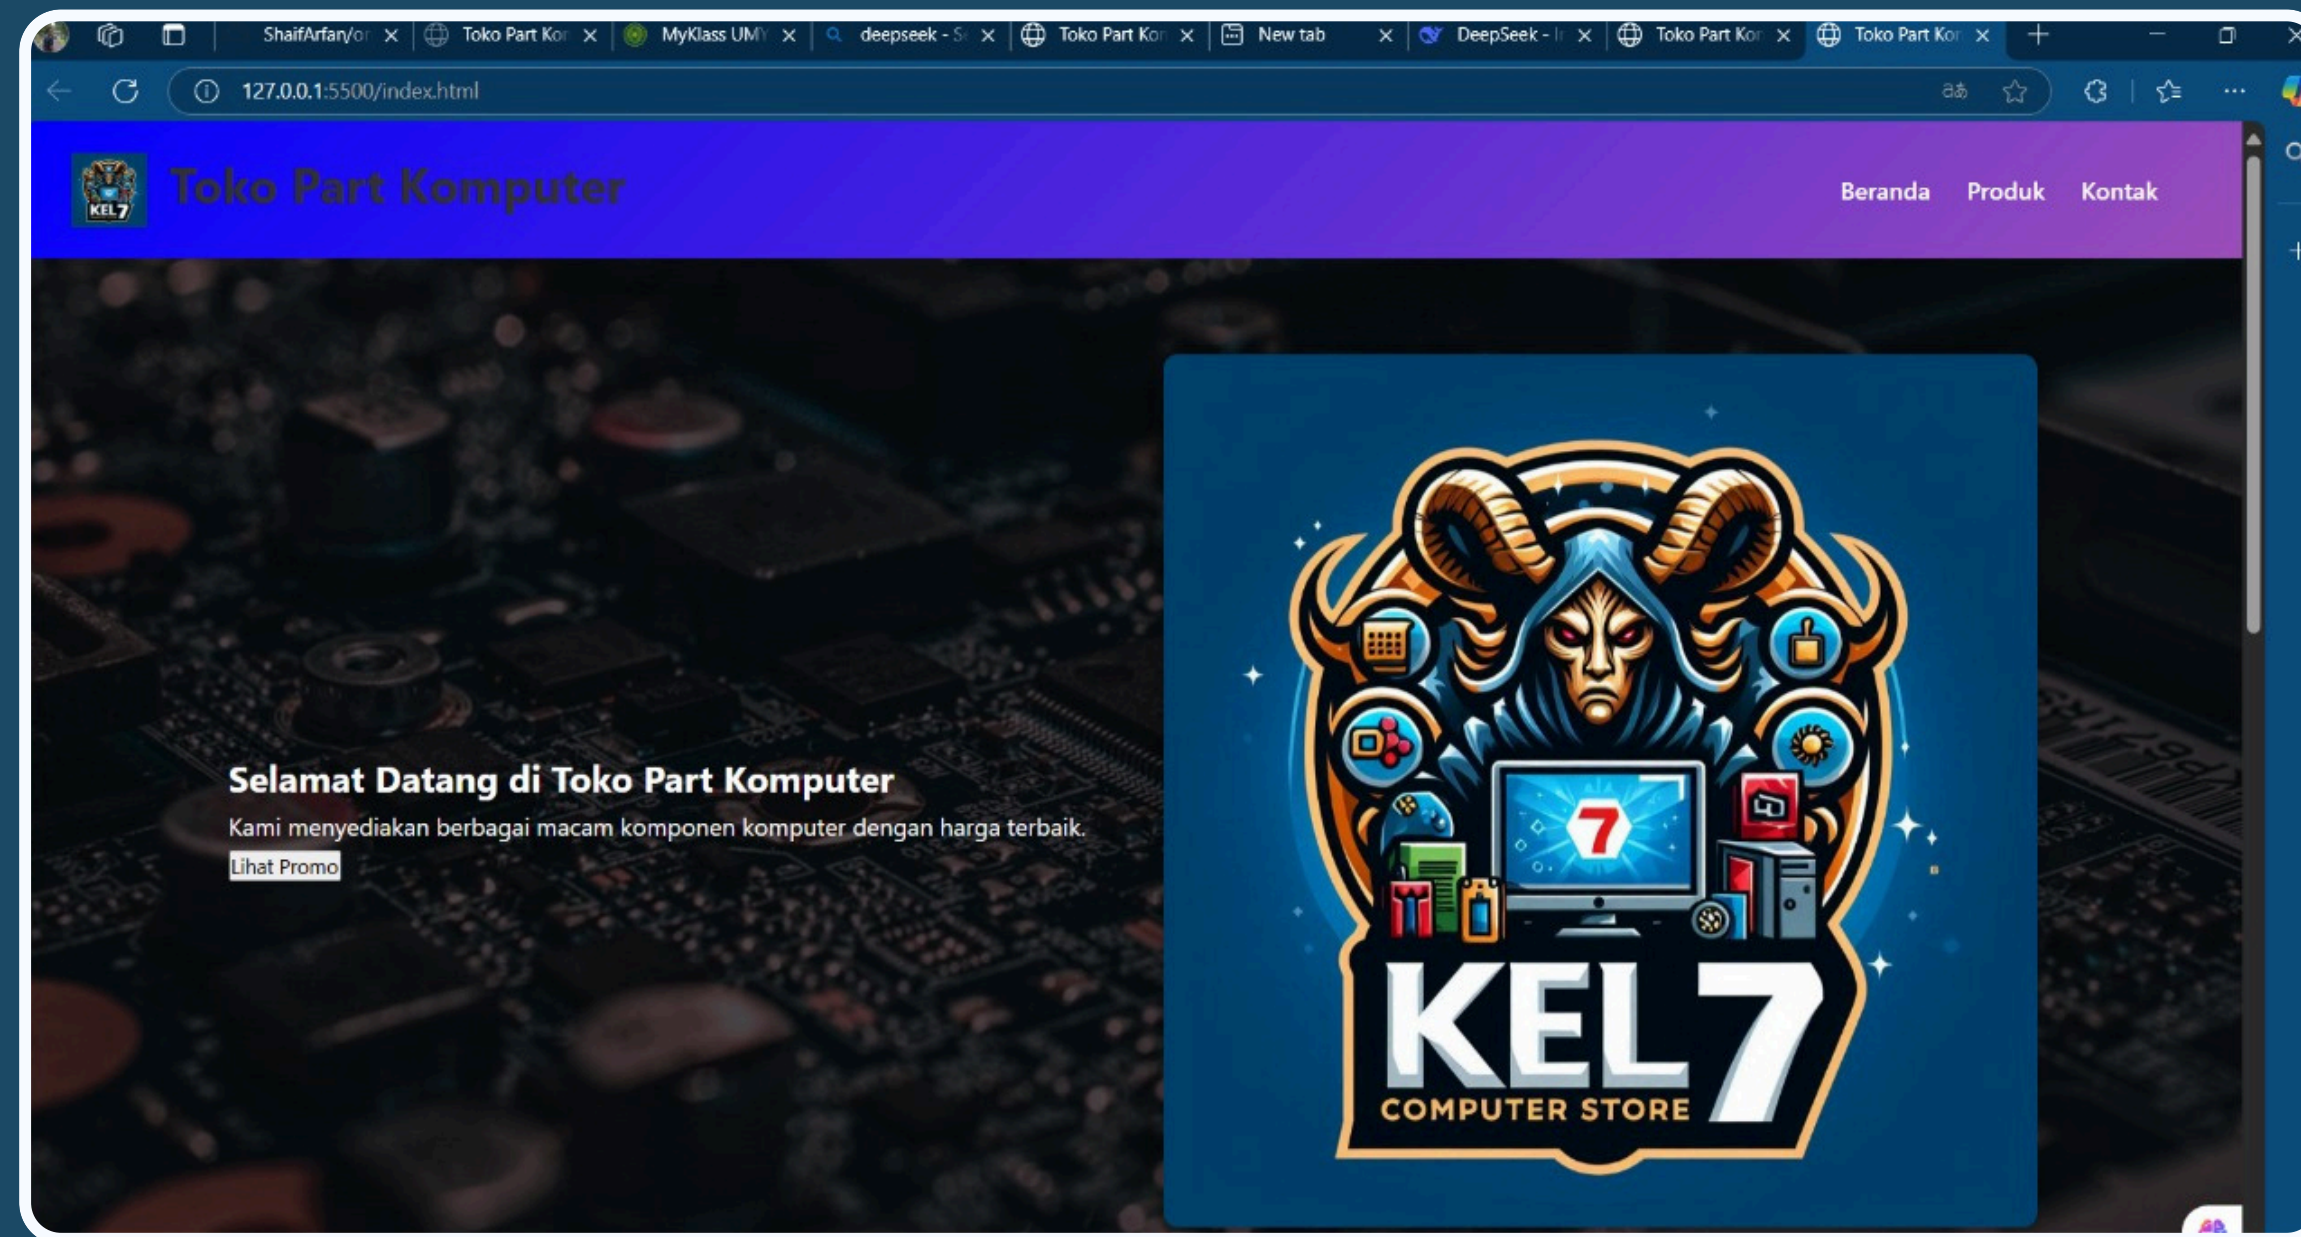 ShaifArfan/or
Toko Part Kor
MyKlass UMY
deepseek - S
Toko Part Kor
New tab
DeepSeek - I
Toko Part Kor
Toko Part Kor
127.0.0.1:5500/index.html
KEL7
Toko Part Komputer
Beranda Produk Kontak
Selamat Datang di Toko Part Komputer
Kami menyediakan berbagai macam komponen komputer dengan harga terbaik.
Lihat Promo
7
KEL7
COMPUTER STORE